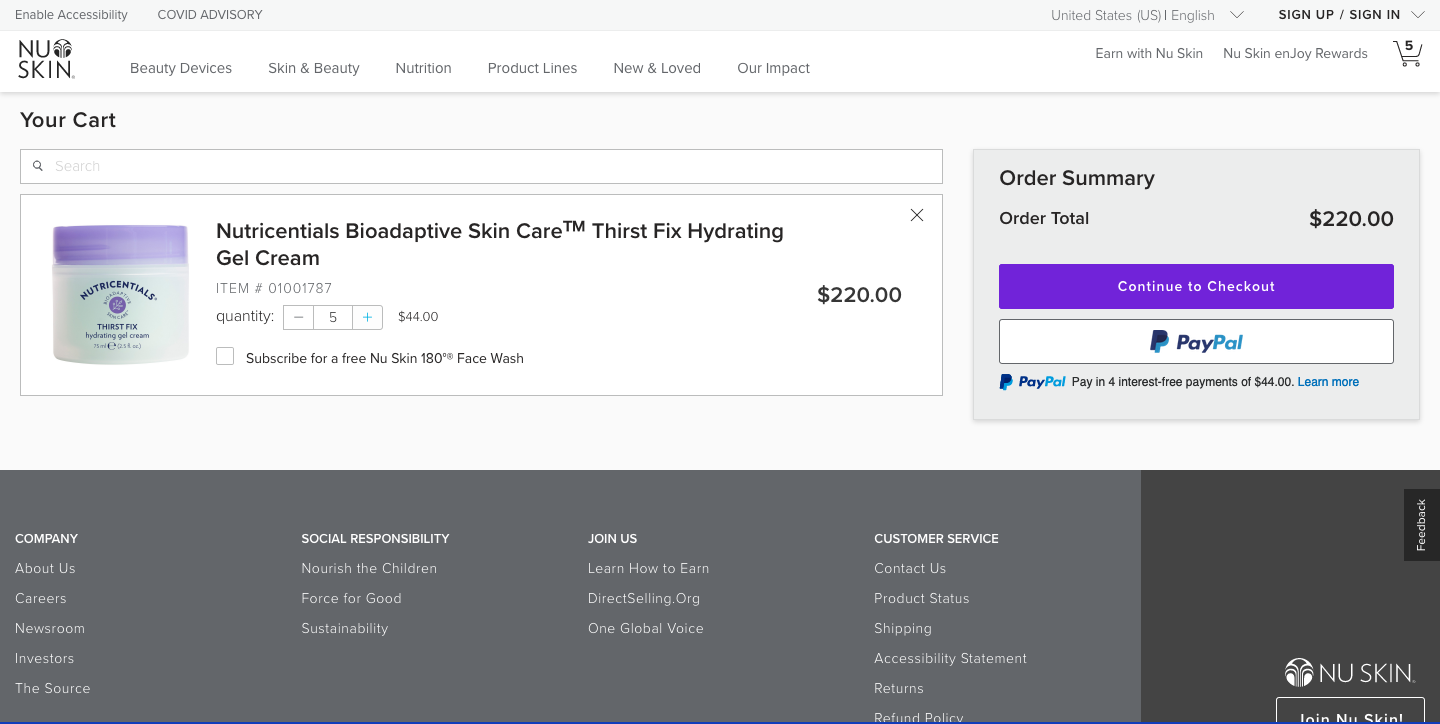 Enable Accessibility
COVID ADVISORY
United States (US) | English
SIGN UP / SIGN IN
NU SKIN
Beauty Devices
Skin & Beauty
Nutrition
Product Lines
New & Loved
Our Impact
Earn with Nu Skin
Nu Skin enJoy Rewards
5
Your Cart
Search
NUTRICENTIALS
BIOADAPTIVE
SKIN CARE
THIRST FIX
hydrating gel cream
75 ml e (2.5 fl. oz.)
Nutricentials Bioadaptive Skin Care™ Thirst Fix Hydrating
Gel Cream
ITEM # 01001787
quantity: − 5 + $44.00
$220.00
Subscribe for a free Nu Skin 180°® Face Wash
Order Summary
Order Total $220.00
Continue to Checkout
PayPal
PayPal Pay in 4 interest-free payments of $44.00. Learn more
COMPANY
About Us
Careers
Newsroom
Investors
The Source
SOCIAL RESPONSIBILITY
Nourish the Children
Force for Good
Sustainability
JOIN US
Learn How to Earn
DirectSelling.Org
One Global Voice
CUSTOMER SERVICE
Contact Us
Product Status
Shipping
Accessibility Statement
Returns
Refund Policy
Feedback
NU SKIN.
Join Nu Skin!